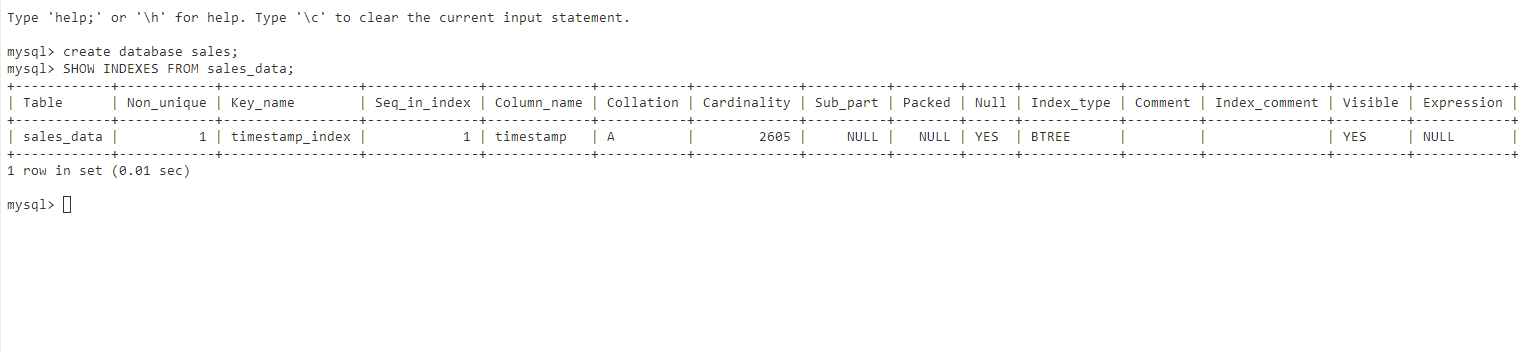 Type 'help;' or '\h' for help. Type '\c' to clear the current input statement.
mysql> create database sales;
mysql> SHOW INDEXES FROM sales_data;
+------------+------------+-----------------+--------------+-------------+-----------+-------------+----------+--------+------+------------+---------+---------------+---------+------------+
| Table      | Non_unique | Key_name        | Seq_in_index | Column_name | Collation | Cardinality | Sub_part | Packed | Null | Index_type | Comment | Index_comment | Visible | Expression |
+------------+------------+-----------------+--------------+-------------+-----------+-------------+----------+--------+------+------------+---------+---------------+---------+------------+
| sales_data |          1 | timestamp_index |            1 | timestamp   | A         |        2605 |     NULL |   NULL | YES  | BTREE      |         |               | YES     | NULL       |
+------------+------------+-----------------+--------------+-------------+-----------+-------------+----------+--------+------+------------+---------+---------------+---------+------------+
1 row in set (0.01 sec)
mysql>